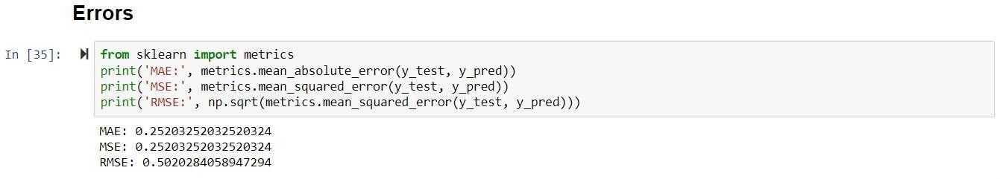 Errors
In [35]:
from sklearn import metrics
print('MAE:', metrics.mean_absolute_error(y_test, y_pred))
print('MSE:', metrics.mean_squared_error(y_test, y_pred))
print('RMSE:', np.sqrt(metrics.mean_squared_error(y_test, y_pred)))
MAE: 0.25203252032520324
MSE: 0.25203252032520324
RMSE: 0.5020284058947294